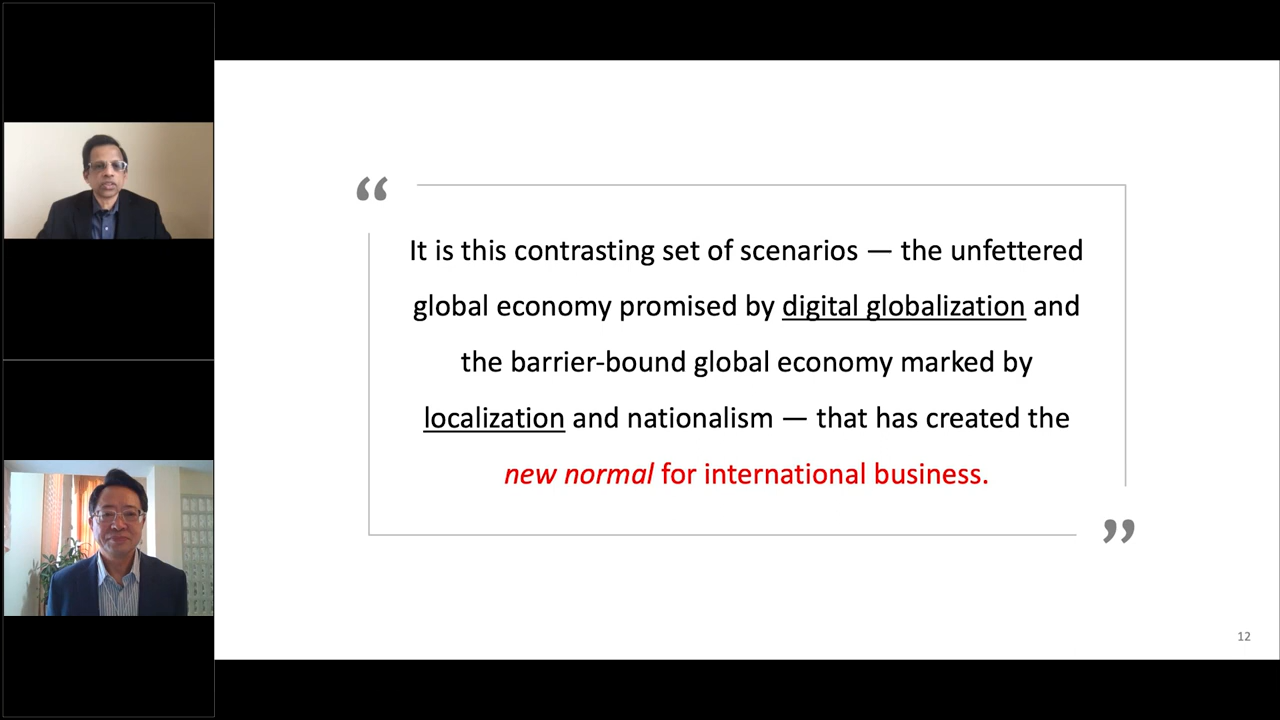 “
It is this contrasting set of scenarios — the unfettered
global economy promised by digital globalization and
the barrier-bound global economy marked by
localization and nationalism — that has created the
new normal for international business.
”
12